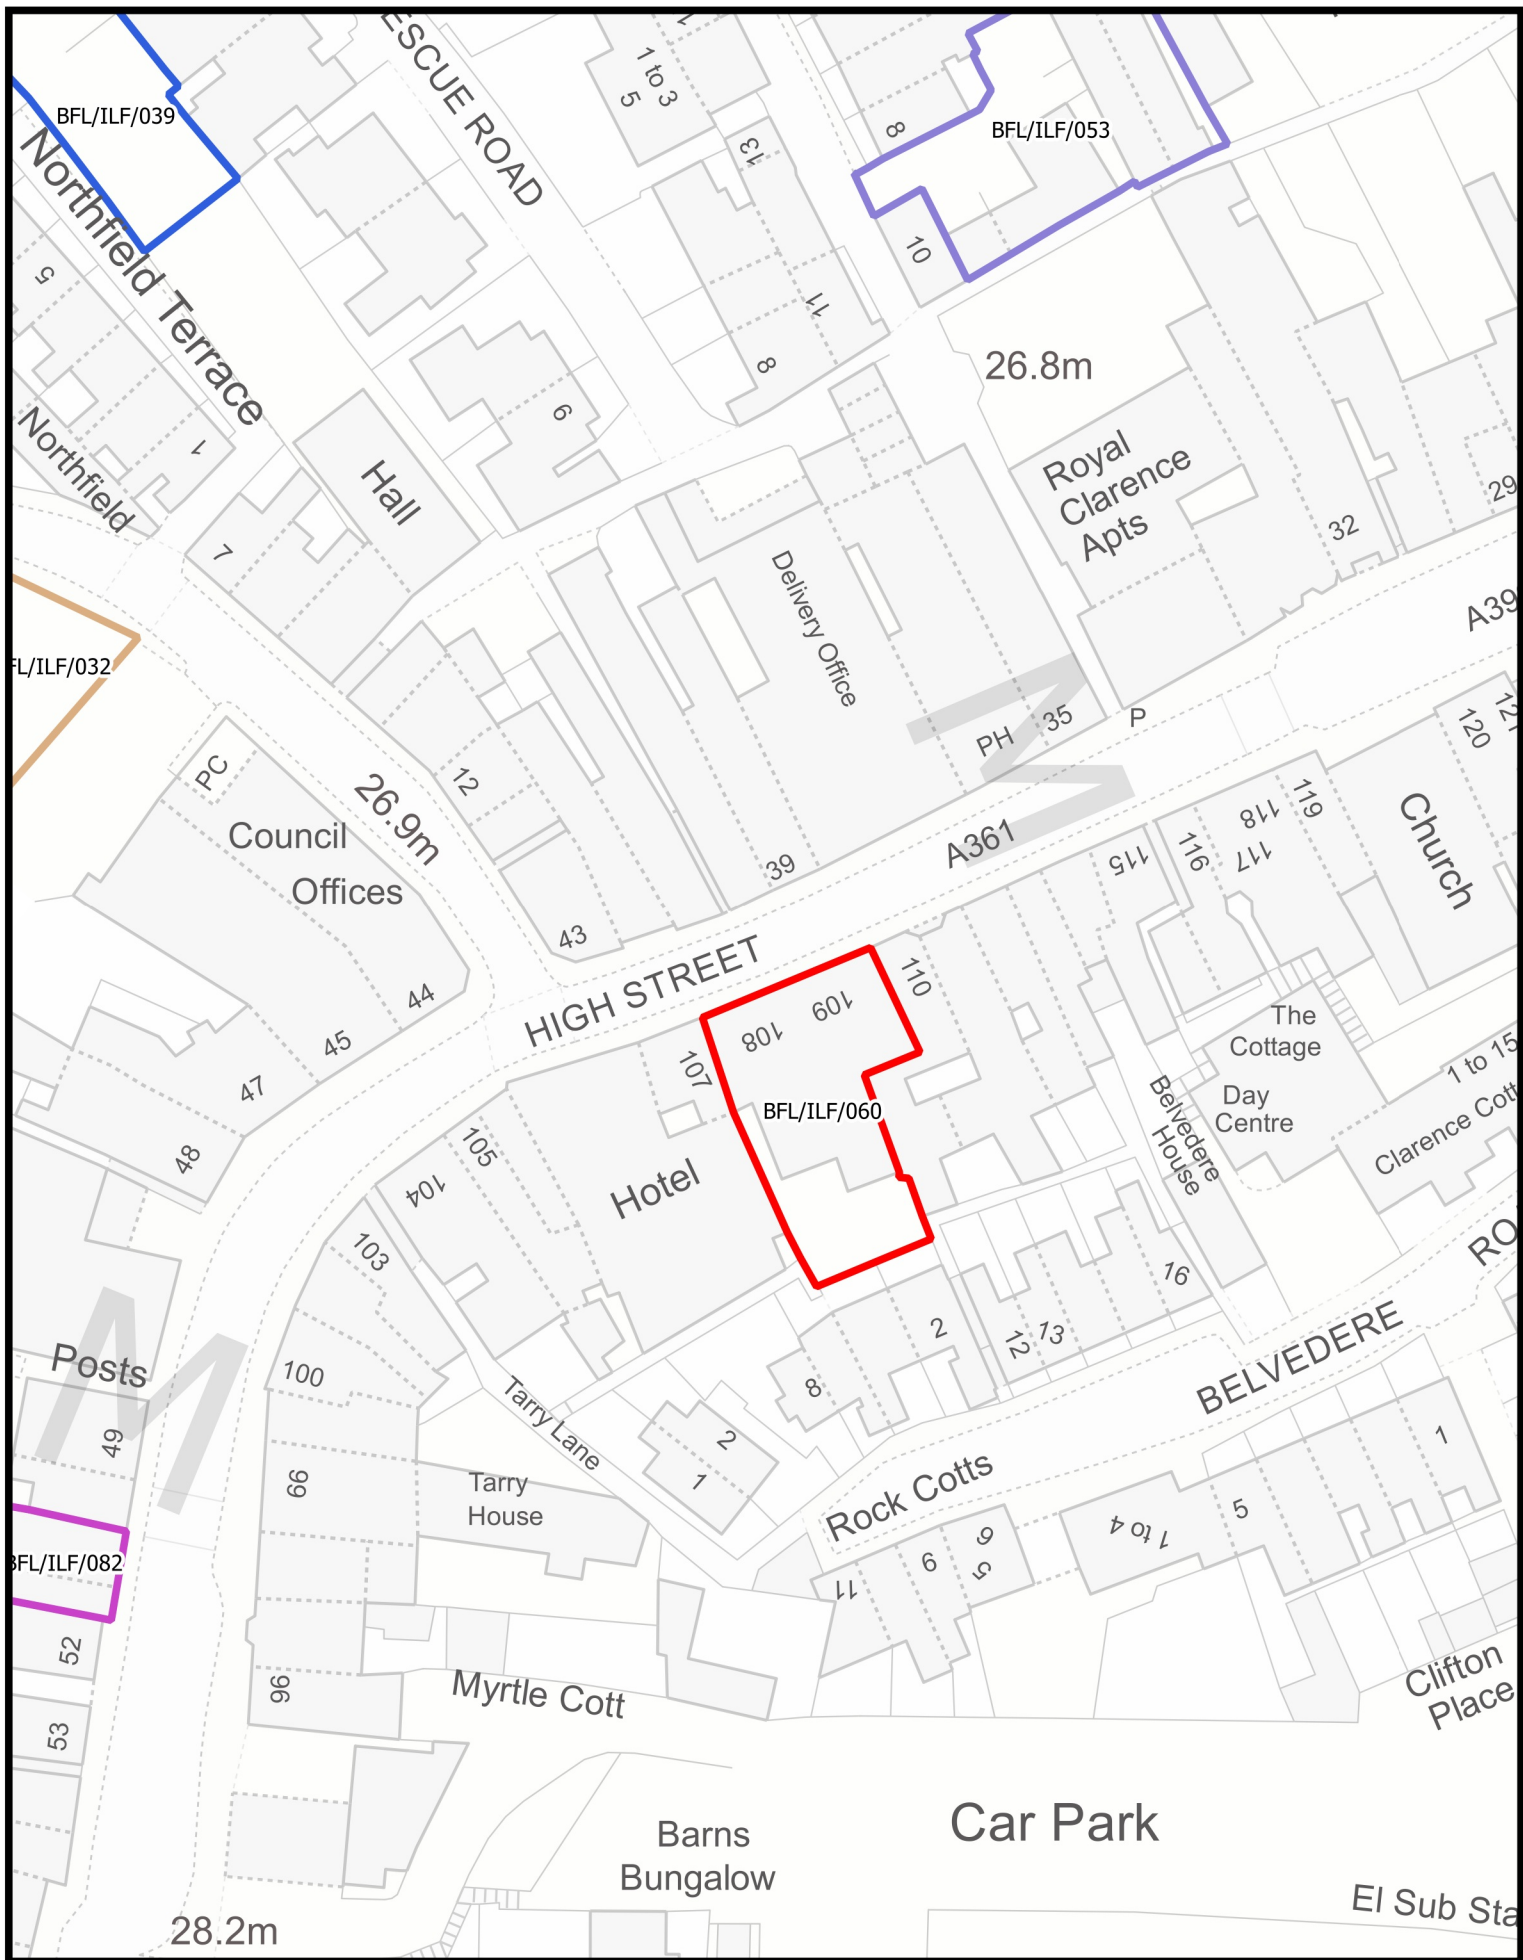 ESCUE ROAD
1 to 3
5
13
8
BFL/ILF/039
BFL/ILF/053
Northfield Terrace
5
10
11
8
26.8m
6
1
Northfield
Hall
7
Royal
Clarence
Apts
32
29
Delivery Office
A39
FL/ILF/032
PH
35
P
120
PC
12
26.9m
Council
Offices
39
A361
115
116
118
117
119
Church
43
HIGH STREET
110
109
108
107
44
45
47
48
The
Cottage
Day
Centre
1 to 15
Clarence Cott
Belvedere
House
BFL/ILF/060
105
104
Hotel
103
16
RO
2
12
13
BELVEDERE
Posts
100
8
Tarry Lane
2
1
49
66
Tarry
House
Rock Cotts
1
5
1 to 4
BFL/ILF/082
11
9
6
5
52
96
Myrtle Cott
53
Clifton
Place
Car Park
Barns
Bungalow
El Sub Sta
28.2m
M
M